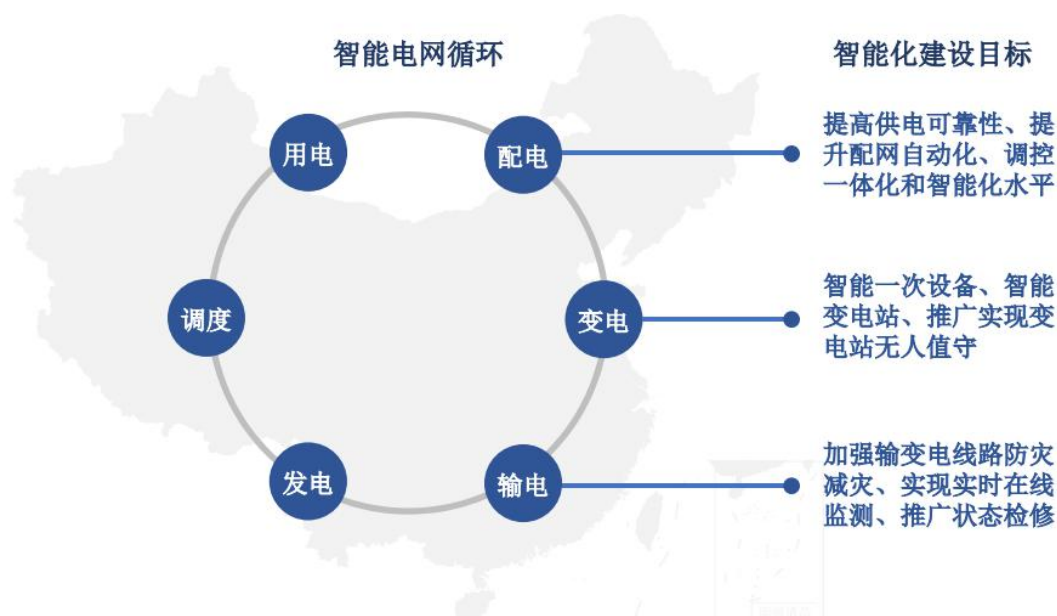 智能电网循环
智能化建设目标
用电
配电
提高供电可靠性、提
升配网自动化、调控
一体化和智能化水平
调度
变电
智能一次设备、智能
变电站、推广实现变
电站无人值守
发电
输电
加强输变电线路防灾
减灾、实现实时在线
监测、推广状态检修